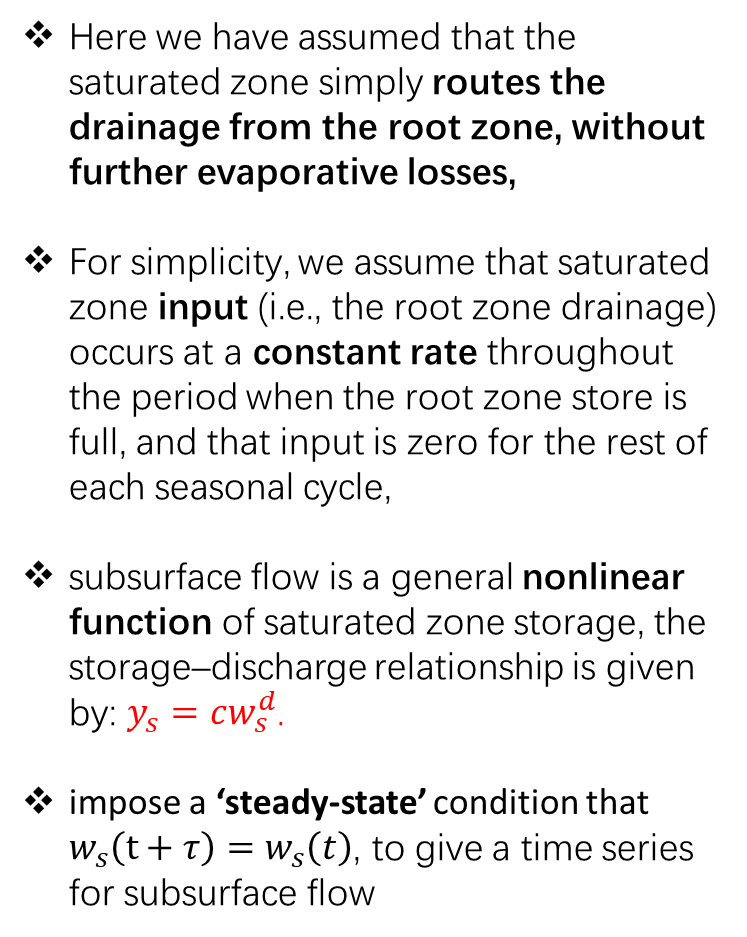 ❖ Here we have assumed that the
saturated zone simply routes the
drainage from the root zone, without
further evaporative losses,
❖ For simplicity, we assume that saturated
zone input (i.e., the root zone drainage)
occurs at a constant rate throughout
the period when the root zone store is
full, and that input is zero for the rest of
each seasonal cycle,
❖ subsurface flow is a general nonlinear
function of saturated zone storage, the
storage–discharge relationship is given
by: $y_s = cw_s^d$.
❖ impose a ‘steady-state’ condition that
$w_s(t + τ) = w_s(t)$, to give a time series
for subsurface flow